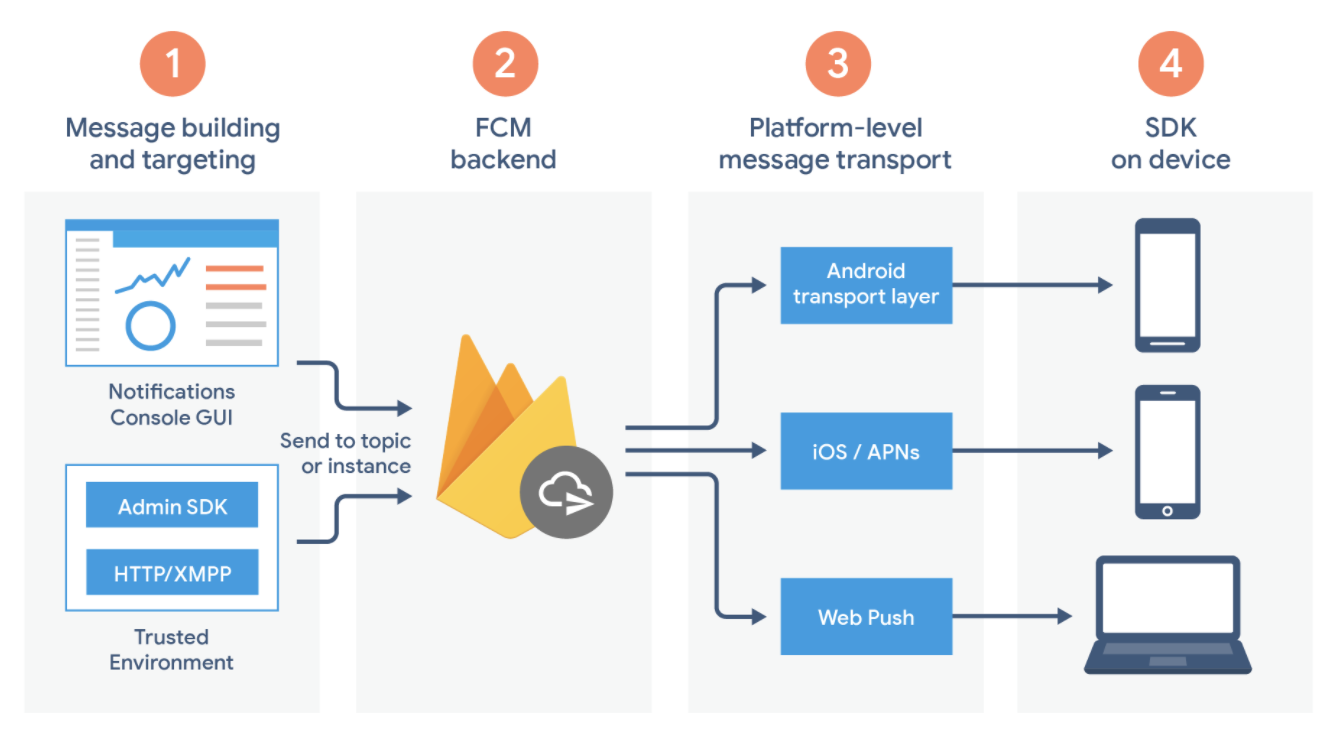 1
Message building
and targeting
2
FCM
backend
3
Platform-level
message transport
4
SDK
on device
Notifications
Console GUI
Send to topic
or instance
Admin SDK
HTTP/XMPP
Trusted
Environment
Android
transport layer
iOS / APNs
Web Push